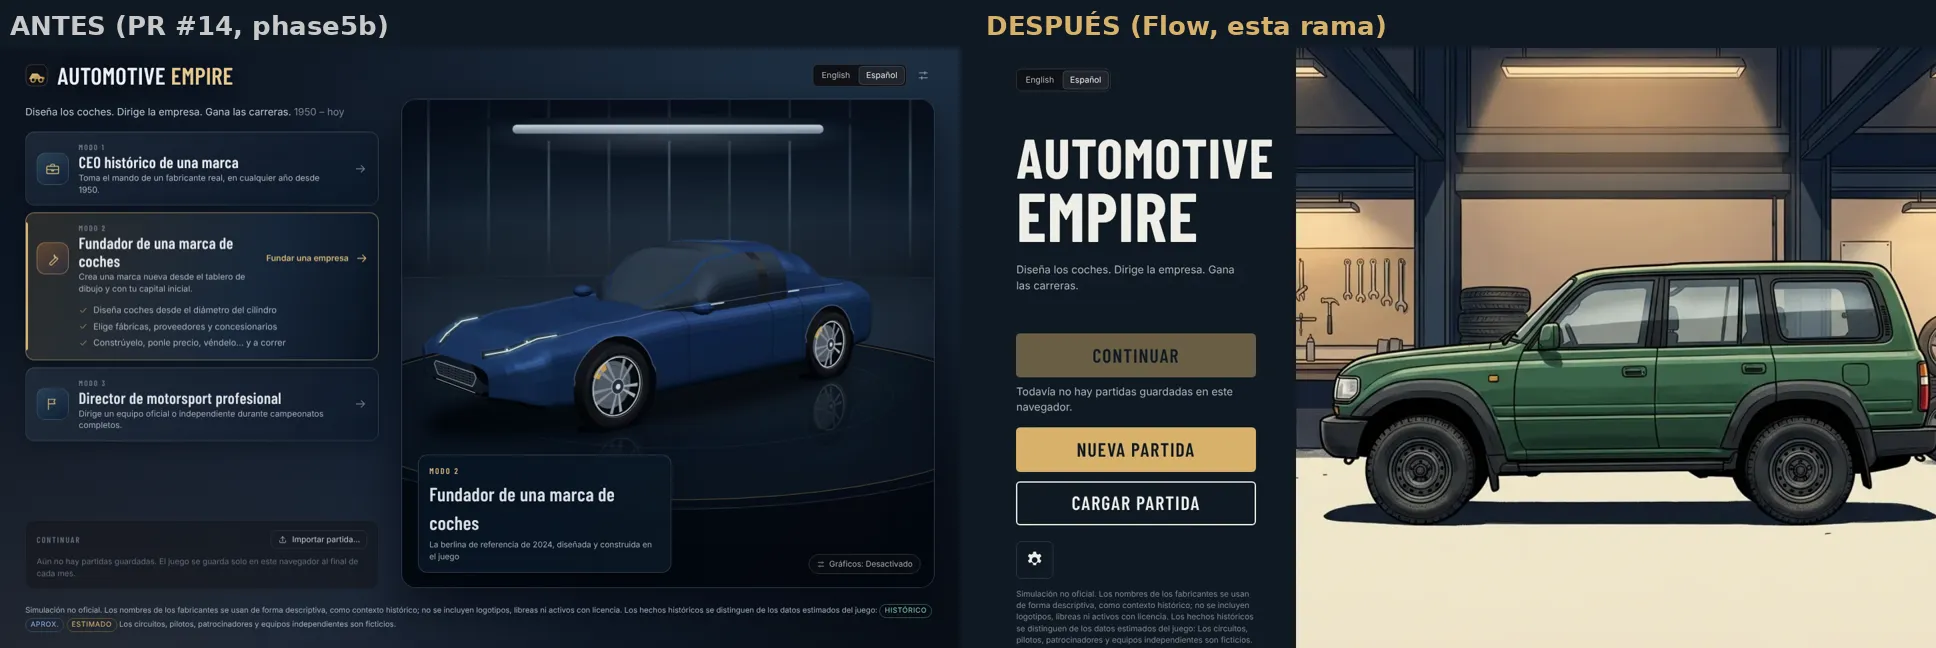 ANTES (PR #14, phase5b)
AUTOMOTIVE EMPIRE
English Español
Diseña los coches. Dirige la empresa. Gana las carreras. 1950 – hoy
MODO 1
CEO histórico de una marca
Toma el mando de un fabricante real, en cualquier año desde
1950.
MODO 2
Fundador de una marca de
coches
Fundar una empresa
Crea una marca nueva desde el tablero de
dibujo y con tu capital inicial.
Diseña coches desde el diámetro del cilindro
Elige fábricas, proveedores y concesionarios
Constrúyelo, ponle precio, véndelo... y a correr
MODO 3
Director de motorsport profesional
Dirige un equipo oficial o independiente durante campeonatos
completos.
CONTINUAR
Importar partida...
Aún no hay partidas guardadas. El juego se guarda solo en este navegador al final de
cada mes.
MODO 2
Fundador de una marca de
coches
La berlina de referencia de 2024, diseñada y construida en
el juego
Gráficos: Desactivado
Simulación no oficial. Los nombres de los fabricantes se usan de forma descriptiva, como contexto histórico; no se incluyen logotipos, libreas ni activos con licencia. Los hechos históricos se distinguen de los datos estimados del juego: HISTÓRICO
APROX. ESTIMADO Los circuitos, pilotos, patrocinadores y equipos independientes son ficticios.
DESPUÉS (Flow, esta rama)
English Español
AUTOMOTIVE
EMPIRE
Diseña los coches. Dirige la empresa. Gana
las carreras.
CONTINUAR
Todavía no hay partidas guardadas en este
navegador.
NUEVA PARTIDA
CARGAR PARTIDA
Simulación no oficial. Los nombres de los fabricantes se usan
de forma descriptiva, como contexto histórico; no se incluyen
logotipos, libreas ni activos con licencia. Los hechos históricos
se distinguen de los datos estimados del juego: Los circuitos,
pilotos, patrocinadores y equipos independientes son ficticios.